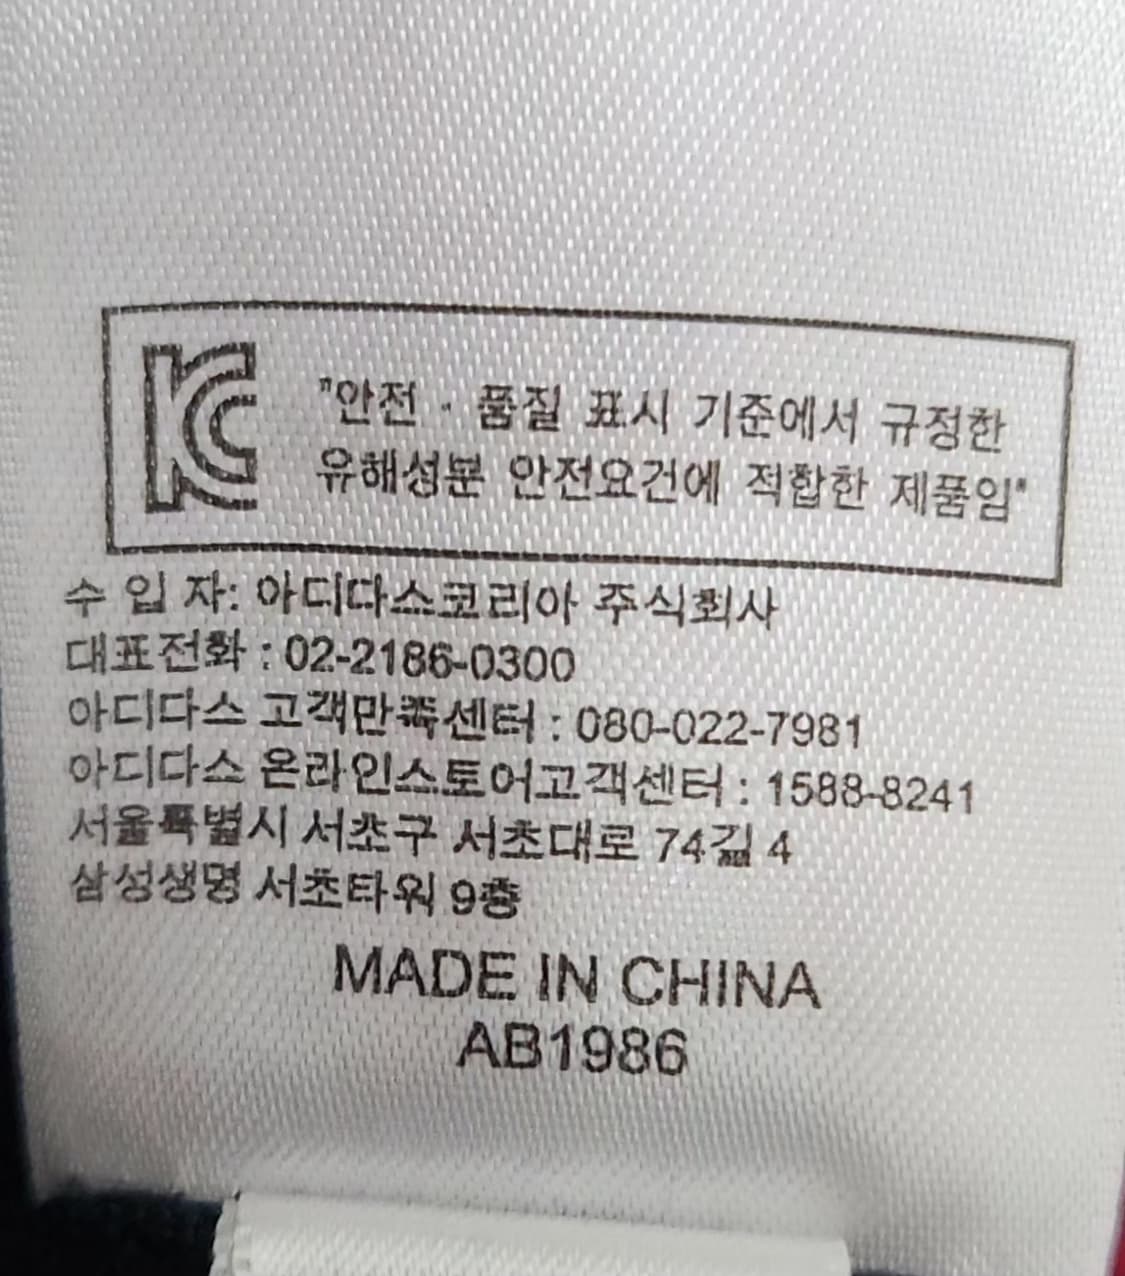 KC
"안전 · 품질 표시 기준에서 규정한
유해성분 안전요건에 적합한 제품임"
수 입 자: 아디다스코리아 주식회사
대표전화 : 02-2186-0300
아디다스 고객만족센터 : 080-022-7981
아디다스 온라인스토어고객센터 : 1588-8241
서울특별시 서초구 서초대로 74길 4
삼성생명 서초타워 9층
MADE IN CHINA
AB1986